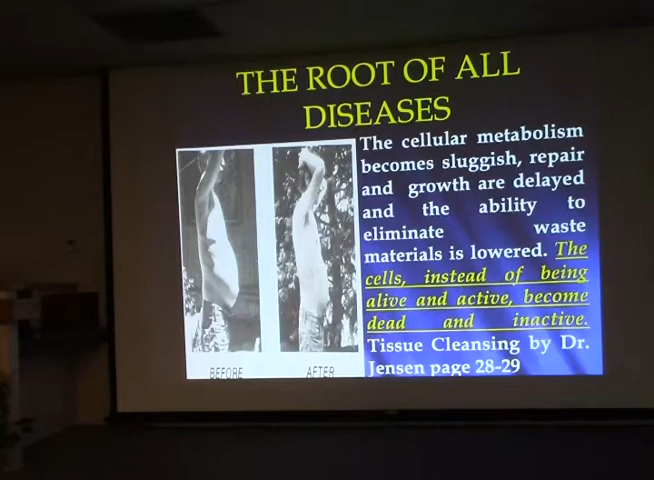 THE ROOT OF ALL
DISEASES
The cellular metabolism
becomes sluggish, repair
and growth are delayed
and the ability to
eliminate waste
materials is lowered. The
cells, instead of being
alive and active, become
dead and inactive.
Tissue Cleansing by Dr.
Jensen page 28-29
BEFORE
AFTER